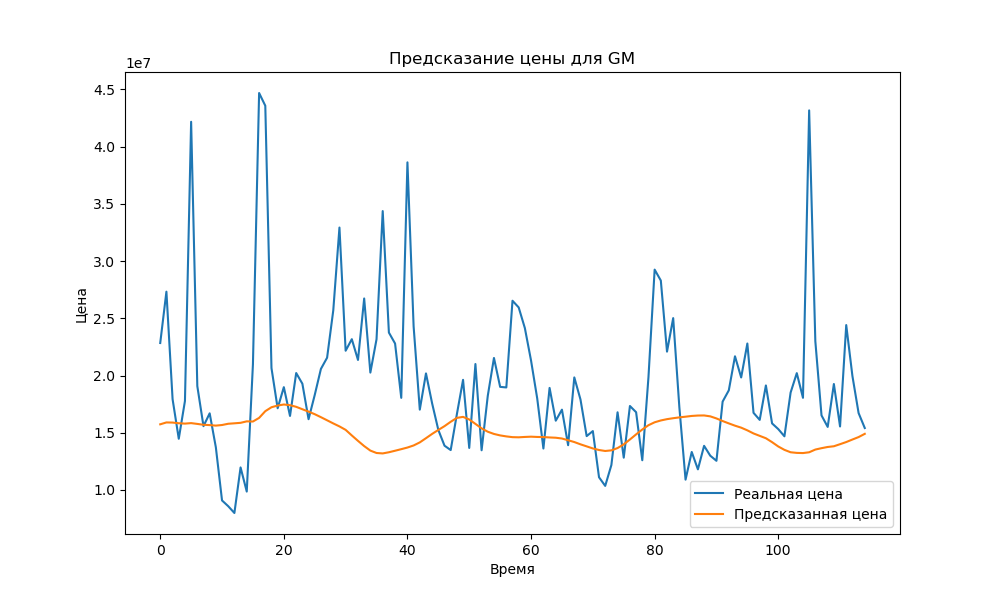 Предсказание цены для GM
1e7
4.5
4.0
3.5
3.0
2.5
2.0
1.5
1.0
Цена
0 20 40 60 80 100
Время
Реальная цена
Предсказанная цена